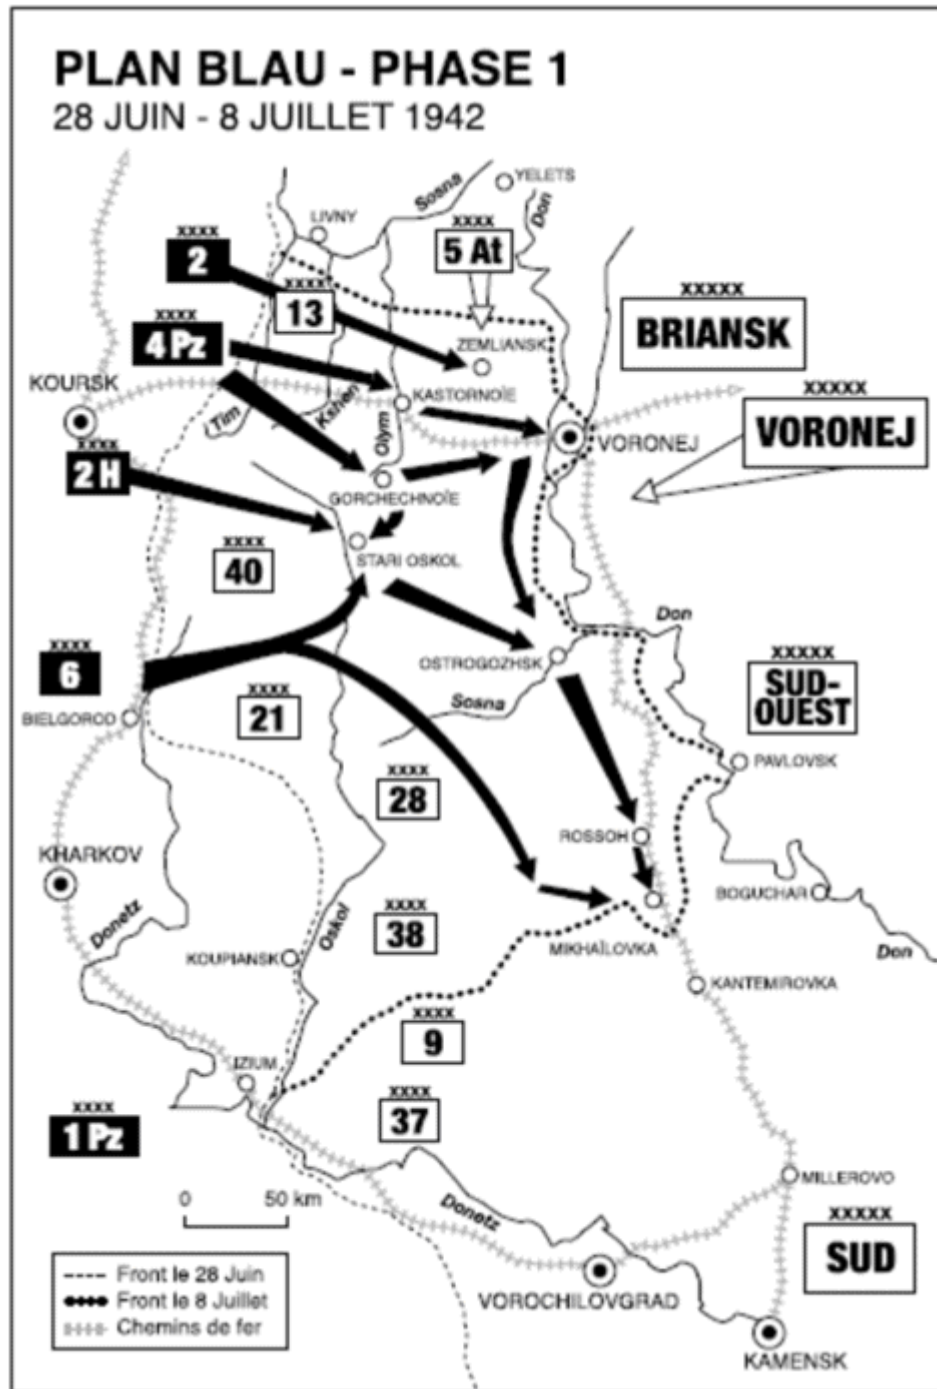 PLAN BLAU - PHASE 1
28 JUIN - 8 JUILLET 1942
YELETS
Sosna
Don
LIVNY
XXXX
2
XXXX
5 At
XXXX
13
XXXXX
BRIANSK
XXXX
4 Pz
ZEMLIANSK
KOURSK
KASTORNOÏE
Tim
Kshen
Olym
XXXXX
VORONEJ
VORONEJ
XXXX
2 H
GORCHECHNOÏE
XXXX
40
STARI OSKOL
Don
XXXX
6
OSTROGOZHSK
XXXXX
SUD-
OUEST
XXXX
21
Sosna
BIELGOROD
PAVLOVSK
XXXX
28
ROSSOH
KHARKOV
BOGUCHAR
Donetz
Oskol
XXXX
38
KOUPIANSK
MIKHAÏLOVKA
Don
KANTEMIROVKA
XXXX
9
IZIUM
XXXX
37
XXXX
1 Pz
MILLEROVO
0 50 km
Donetz
XXXXX
SUD
Front le 28 Juin
Front le 8 Juillet
Chemins de fer
VOROCHILOVGRAD
KAMENSK